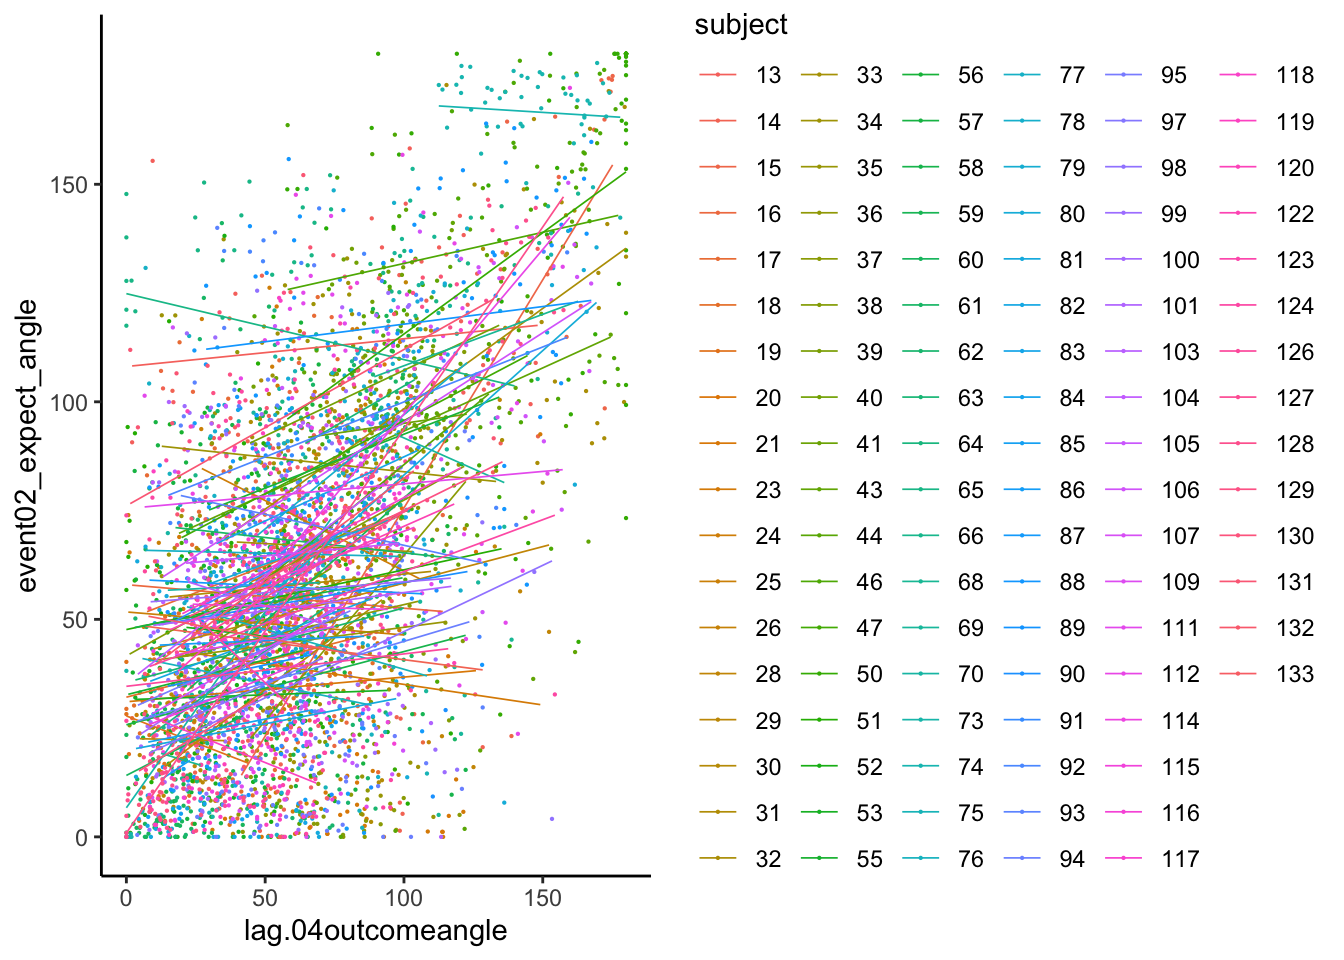 subject
13 33 56 77 95 118
14 34 57 78 97 119
15 35 58 79 98 120
16 36 59 80 99 122
17 37 60 81 100 123
18 38 61 82 101 124
19 39 62 83 103 126
20 40 63 84 104 127
21 41 64 85 105 128
23 43 65 86 106 129
24 44 66 87 107 130
25 46 68 88 109 131
26 47 69 89 111 132
28 50 70 90 112 133
29 51 73 91 114
30 52 74 92 115
31 53 75 93 116
32 55 76 94 117
event02_expect_angle
150
100
50
0
0 50 100 150
lag.04outcomeangle